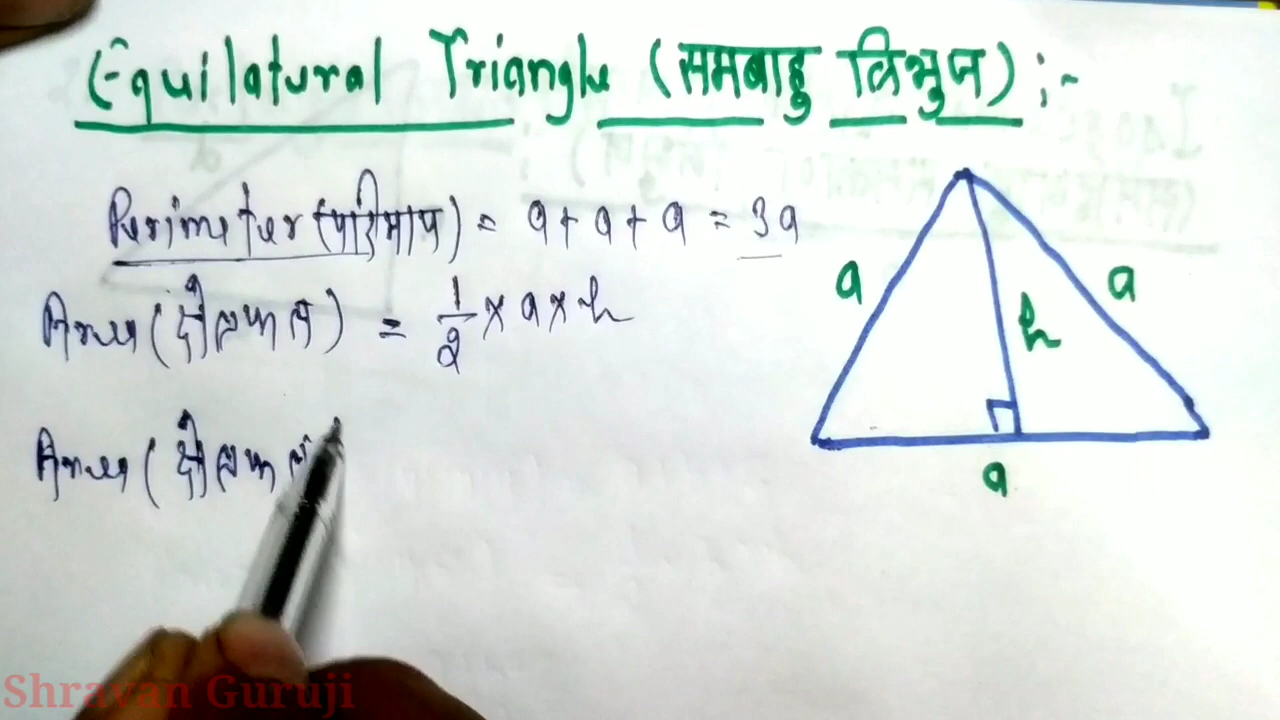 Equilatural Triangle (समबाहु त्रिभुज) :-
Perimeter (परिमाप) = a + a + a = 3a
Area (क्षेत्रफल) = 1/2 × a × h
Area (क्षेत्रफल
a
a
h
a
Shravan Guruji